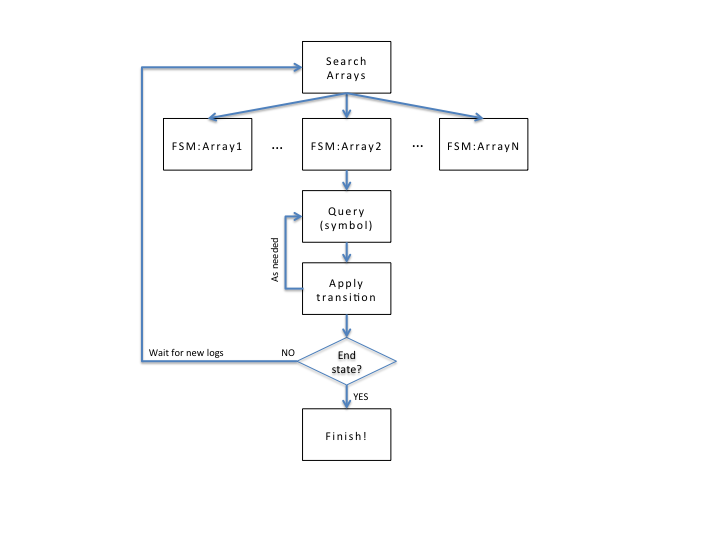 Search
Arrays
FSM:Array1
...
FSM:Array2
...
FSM:ArrayN
Query
(symbol)
As needed
Apply
transition
Wait for new logs
NO
End
state?
YES
Finish!